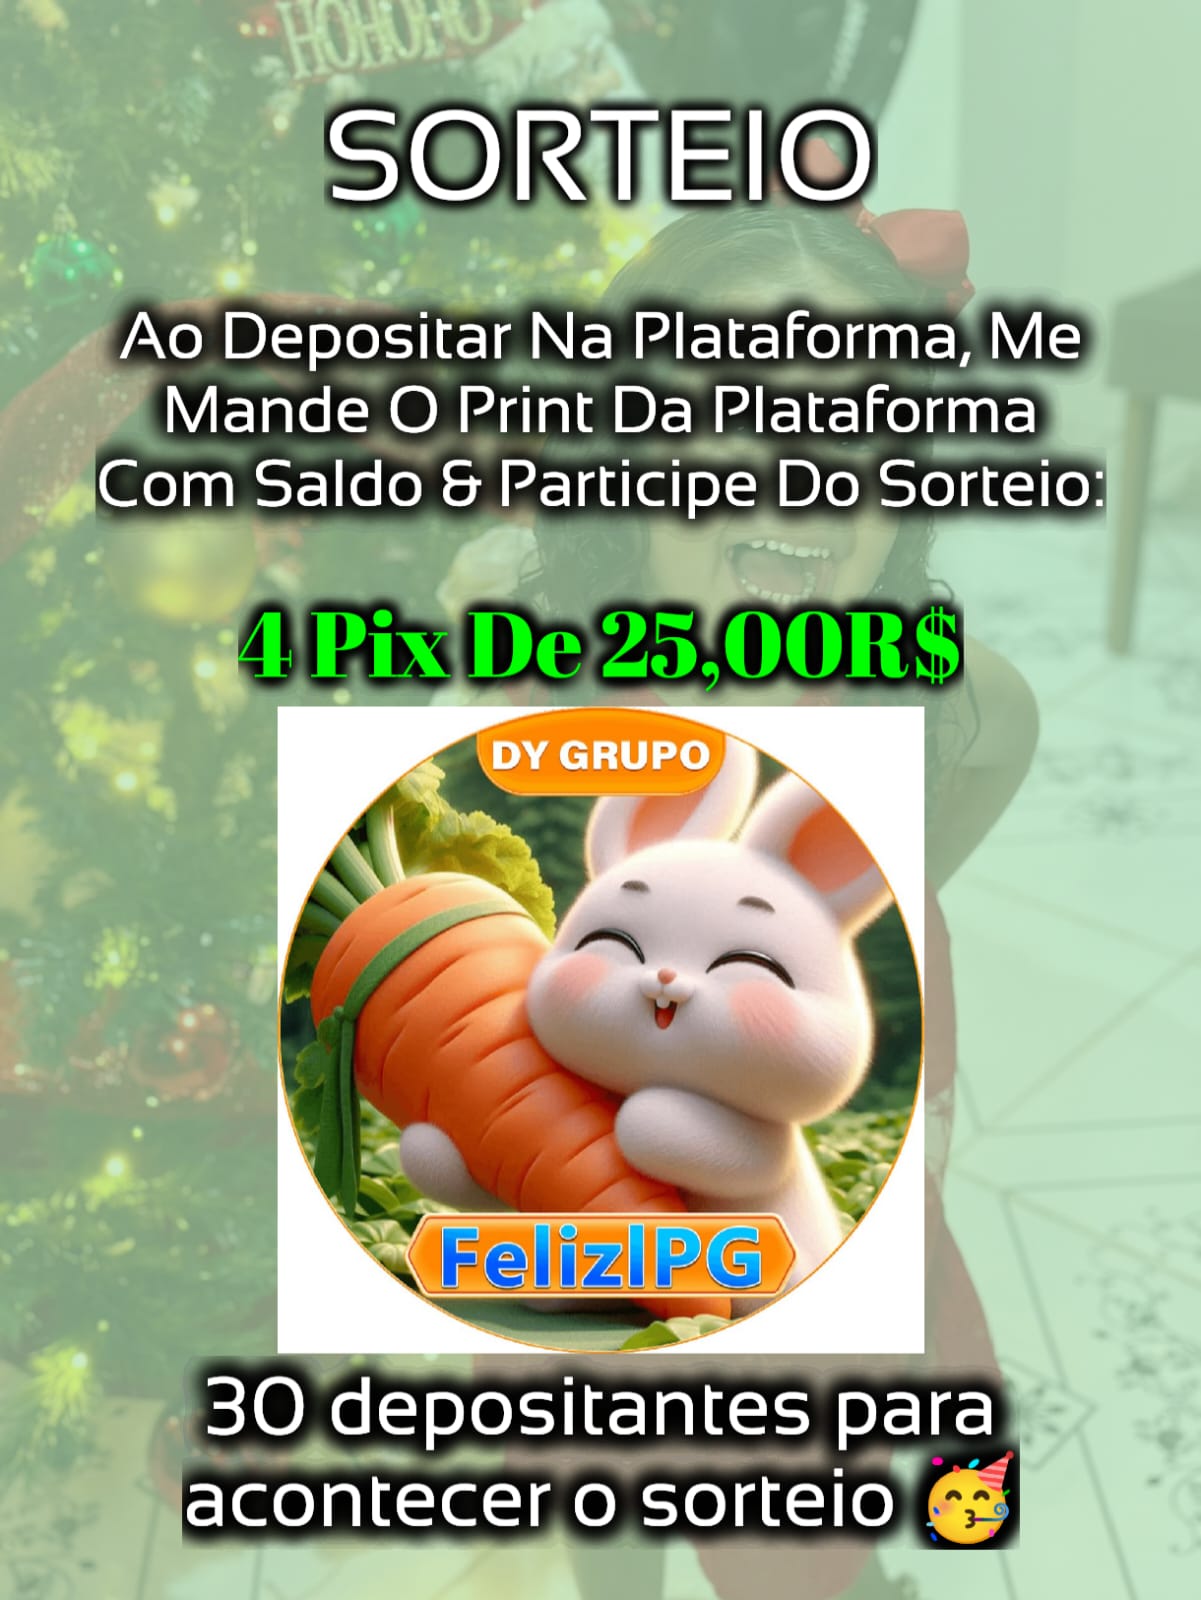 HOHOHO
SORTEIO
Ao Depositar Na Plataforma, Me
Mande O Print Da Plataforma
Com Saldo & Participe Do Sorteio:
4 Pix De 25,00R$
DY GRUPO
FelizlPG
30 depositantes para
acontecer o sorteio 🥳